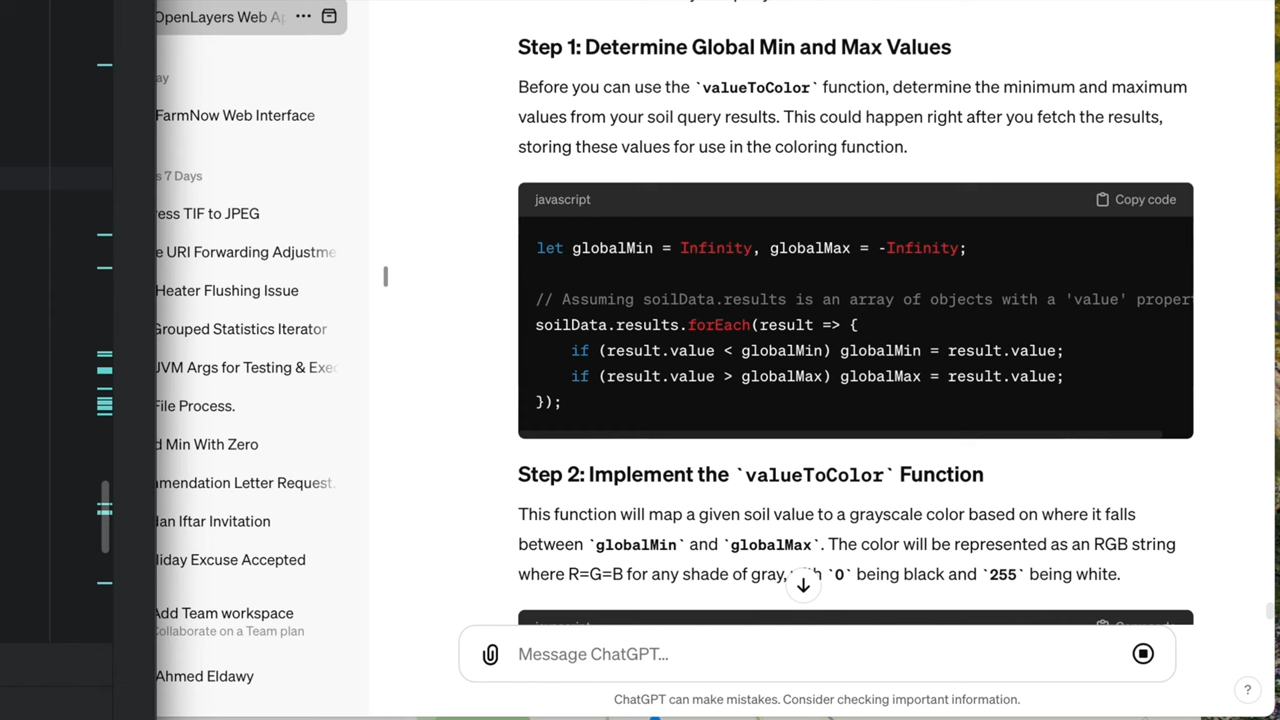 OpenLayers Web Ap
ay
FarmNow Web Interface
s 7 Days
ress TIF to JPEG
e URI Forwarding Adjustme
Heater Flushing Issue
Grouped Statistics Iterator
JVM Args for Testing & Exec
File Process.
d Min With Zero
mendation Letter Request.
dan Iftar Invitation
liday Excuse Accepted
Add Team workspace
Collaborate on a Team plan
Ahmed Eldawy
Step 1: Determine Global Min and Max Values
Before you can use the `valueToColor` function, determine the minimum and maximum
values from your soil query results. This could happen right after you fetch the results,
storing these values for use in the coloring function.
javascript
Copy code
let globalMin = Infinity, globalMax = -Infinity;
// Assuming soilData.results is an array of objects with a 'value' proper
soilData.results.forEach(result => {
if (result.value < globalMin) globalMin = result.value;
if (result.value > globalMax) globalMax = result.value;
});
Step 2: Implement the `valueToColor` Function
This function will map a given soil value to a grayscale color based on where it falls
between `globalMin` and `globalMax`. The color will be represented as an RGB string
where R=G=B for any shade of gray, with `0` being black and `255` being white.
Message ChatGPT...
ChatGPT can make mistakes. Consider checking important information.
?